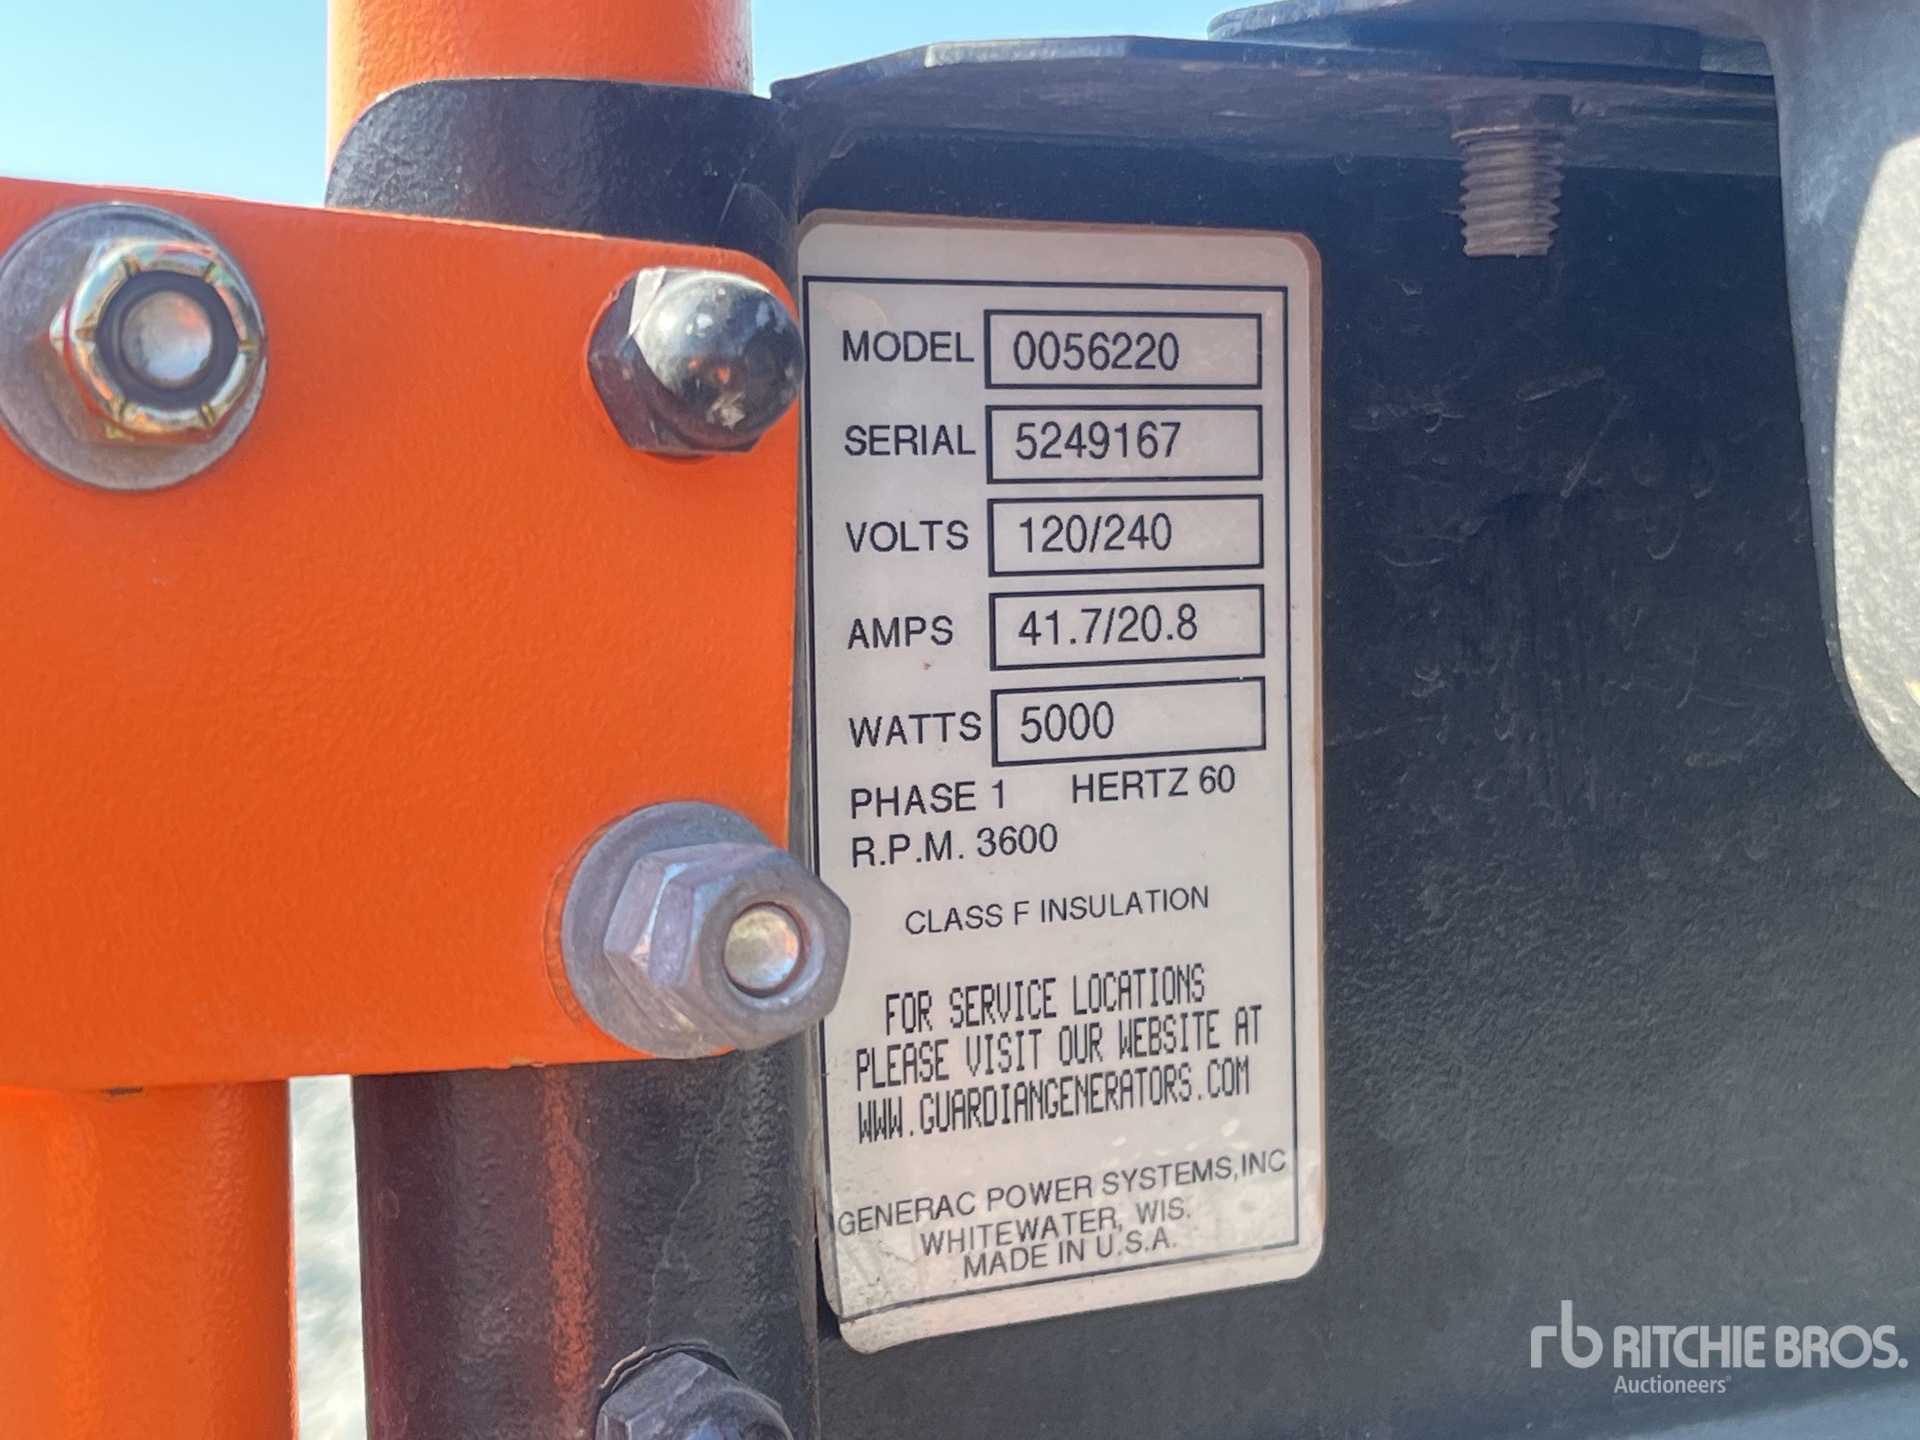 MODEL 0056220
SERIAL 5249167
VOLTS 120/240
AMPS 41.7/20.8
WATTS 5000
PHASE 1 HERTZ 60
R.P.M. 3600
CLASS F INSULATION
FOR SERVICE LOCATIONS
PLEASE VISIT OUR WEBSITE AT
WWW.GUARDIANGENERATORS.COM
GENERAC POWER SYSTEMS,INC
WHITEWATER, WIS.
MADE IN U.S.A.
rb RITCHIE BROS.
Auctioneers